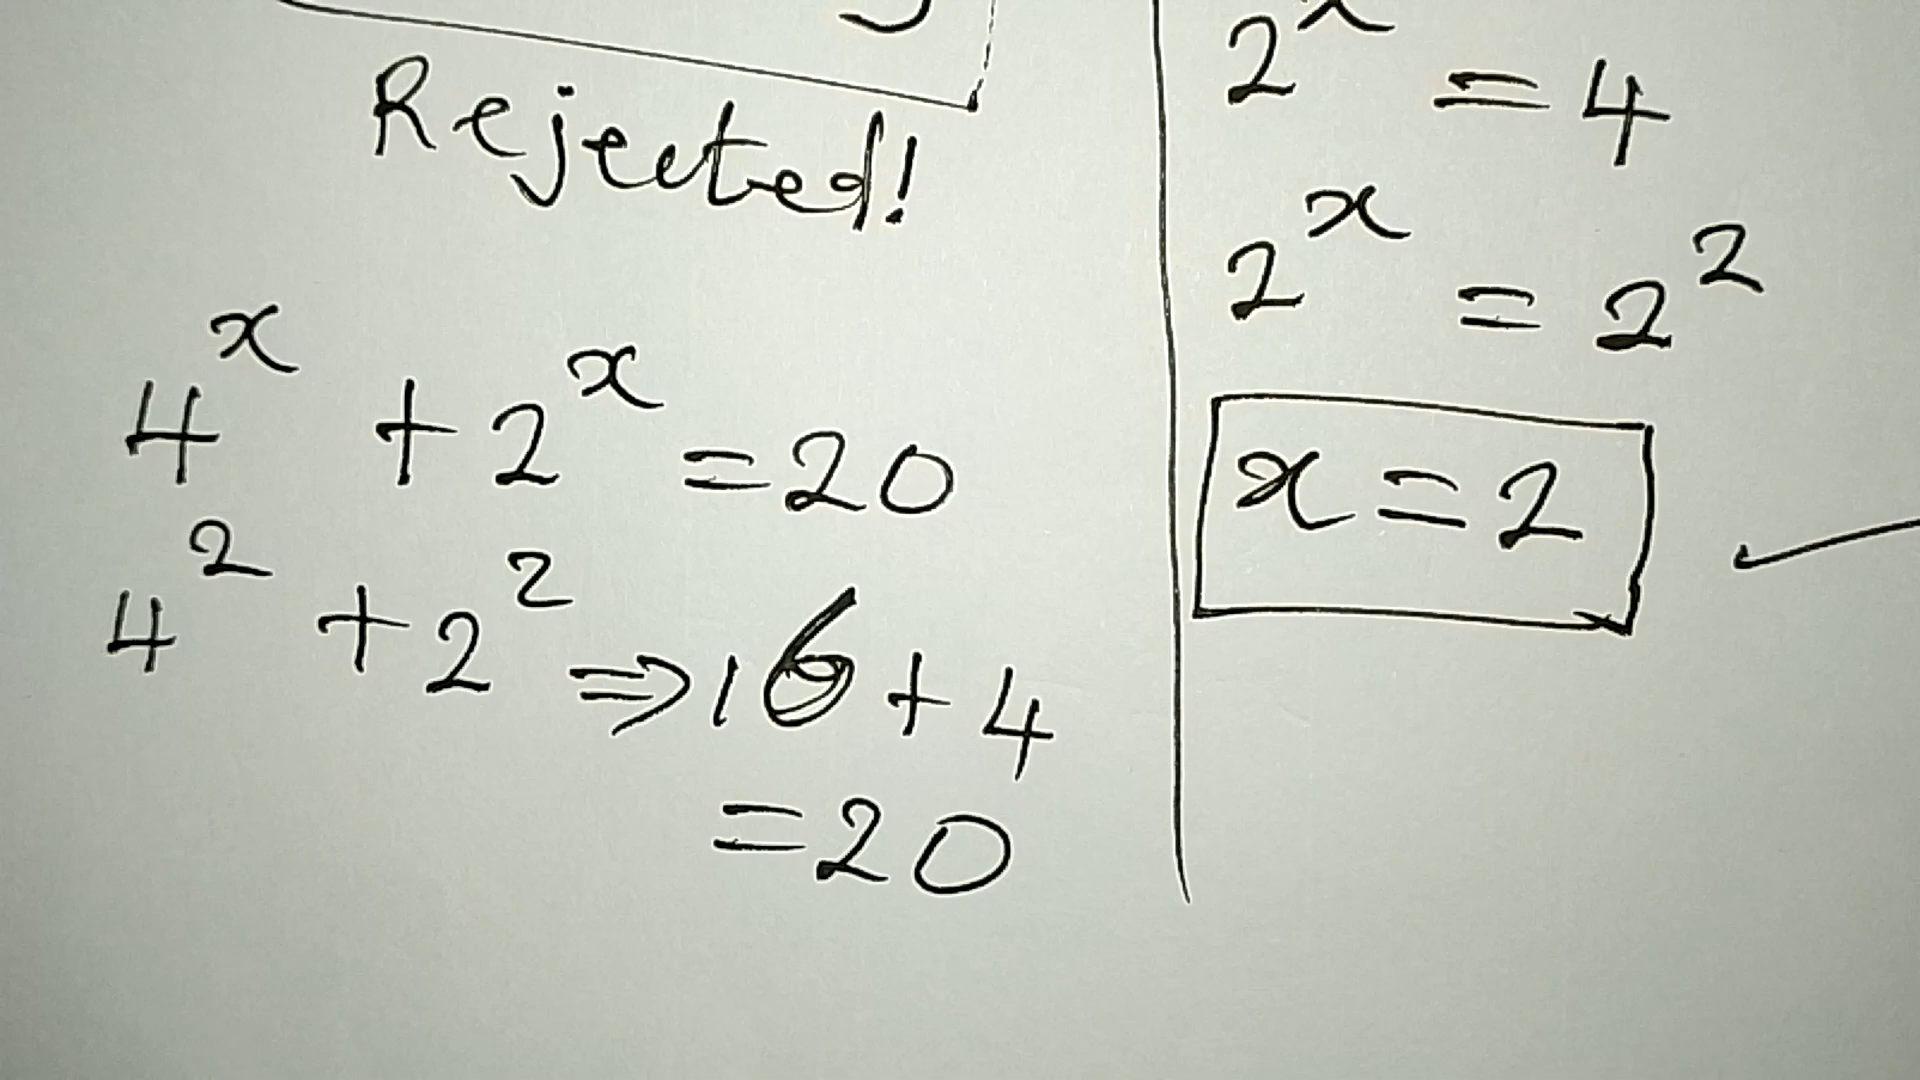 Rejected!
4^x + 2^x = 20
4^2 + 2^2 ⇒ 16 + 4
= 20
2^x = 4
2^x = 2^2
x = 2